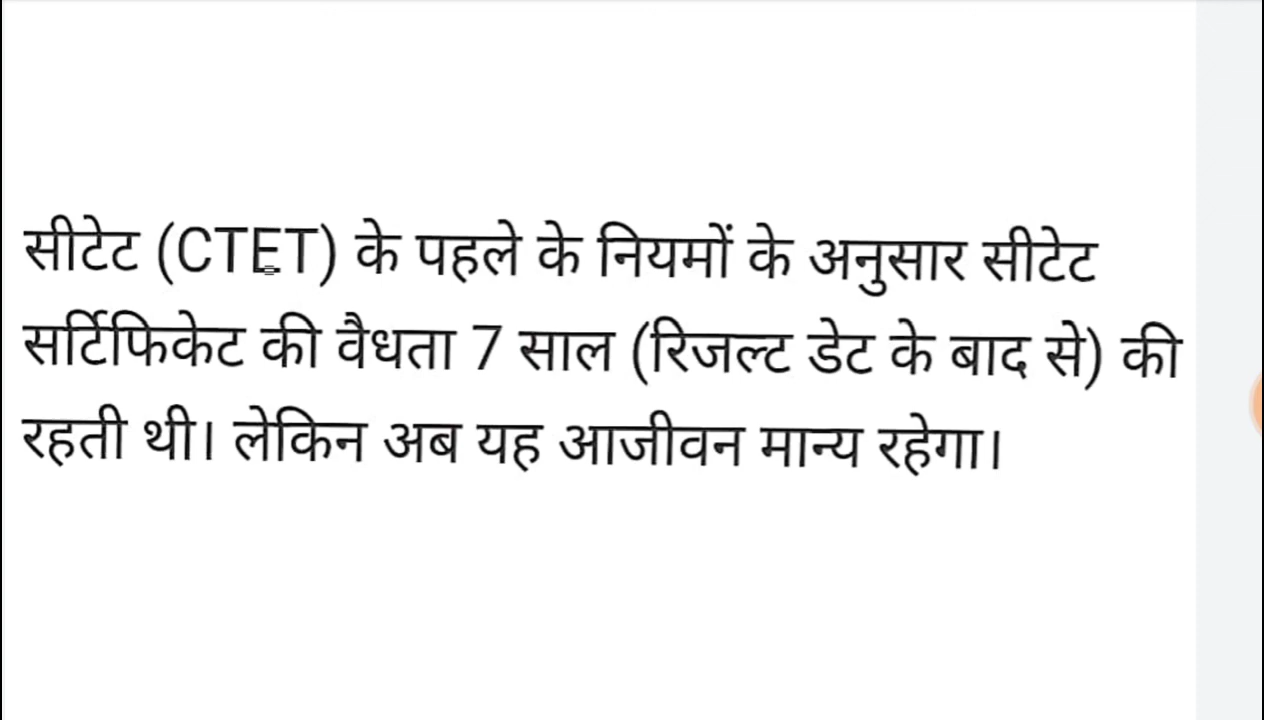 सीटेट (CTET) के पहले के नियमों के अनुसार सीटेट
सर्टिफिकेट की वैधता 7 साल (रिजल्ट डेट के बाद से) की
रहती थी। लेकिन अब यह आजीवन मान्य रहेगा।